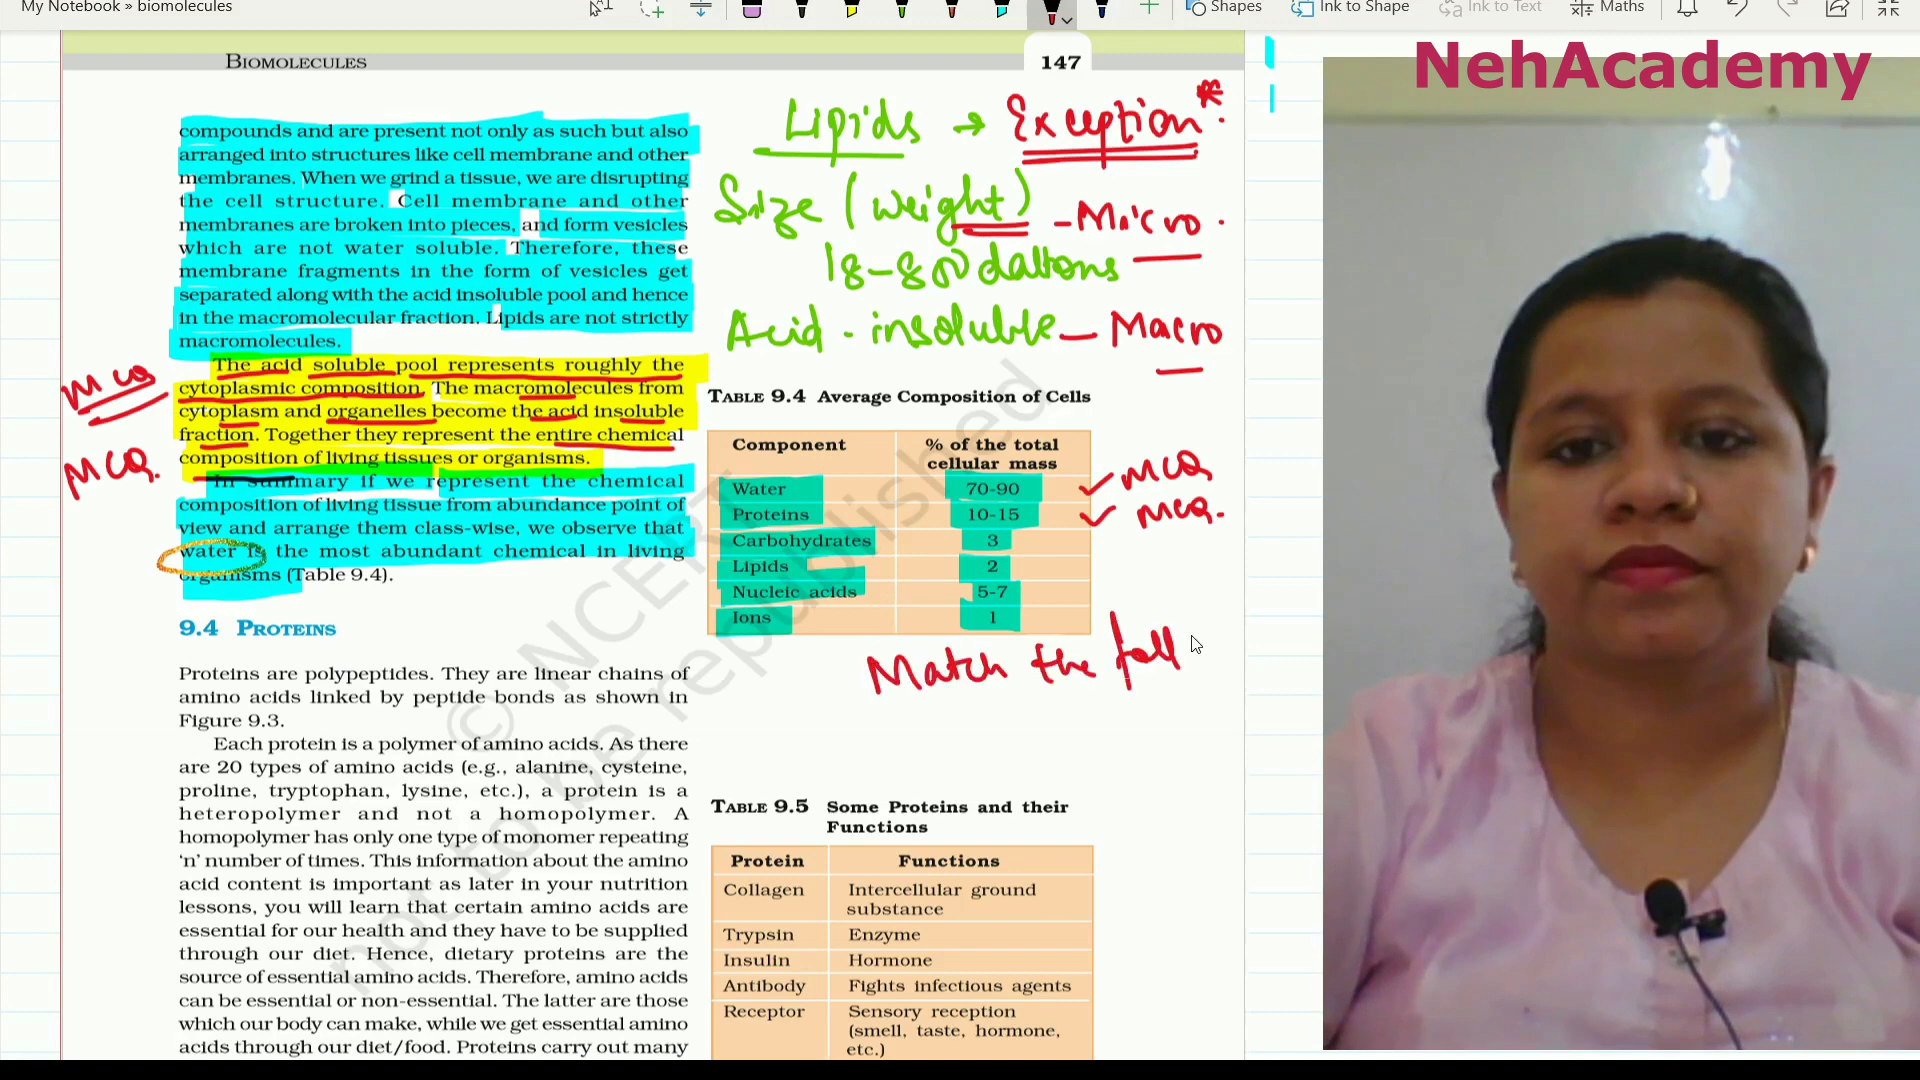 My Notebook » biomolecules
Shapes
Ink to Shape
Ink to Text
Maths
BIOMOLECULES
147
compounds and are present not only as such but also
arranged into structures like cell membrane and other
membranes. When we grind a tissue, we are disrupting
the cell structure. Cell membrane and other
membranes are broken into pieces, and form vesicles
which are not water soluble. Therefore, these
membrane fragments in the form of vesicles get
separated along with the acid insoluble pool and hence
in the macromolecular fraction. Lipids are not strictly
macromolecules.
The acid soluble pool represents roughly the
cytoplasmic composition. The macromolecules from
cytoplasm and organelles become the acid insoluble
fraction. Together they represent the entire chemical
composition of living tissues or organisms.
In summary if we represent the chemical
composition of living tissue from abundance point of
view and arrange them class-wise, we observe that
water is the most abundant chemical in living
organisms (Table 9.4).
MCQ
MCQ.
9.4 PROTEINS
Proteins are polypeptides. They are linear chains of
amino acids linked by peptide bonds as shown in
Figure 9.3.
Each protein is a polymer of amino acids. As there
are 20 types of amino acids (e.g., alanine, cysteine,
proline, tryptophan, lysine, etc.), a protein is a
heteropolymer and not a homopolymer. A
homopolymer has only one type of monomer repeating
'n' number of times. This information about the amino
acid content is important as later in your nutrition
lessons, you will learn that certain amino acids are
essential for our health and they have to be supplied
through our diet. Hence, dietary proteins are the
source of essential amino acids. Therefore, amino acids
can be essential or non-essential. The latter are those
which our body can make, while we get essential amino
acids through our diet/food. Proteins carry out many
Lipids → Exception*.
Size (weight) - Micro.
18-800 daltons
Acid-insoluble - Macro
TABLE 9.4 Average Composition of Cells
Component % of the total cellular mass
Water 70-90 ✓ MCQ
Proteins 10-15 ✓ MCQ.
Carbohydrates 3
Lipids 2
Nucleic acids 5-7
Ions 1
Match the foll
TABLE 9.5 Some Proteins and their
Functions
Protein Functions
Collagen Intercellular ground
substance
Trypsin Enzyme
Insulin Hormone
Antibody Fights infectious agents
Receptor Sensory reception
(smell, taste, hormone,
etc.)
© NCERT
not to be republished
NehAcademy